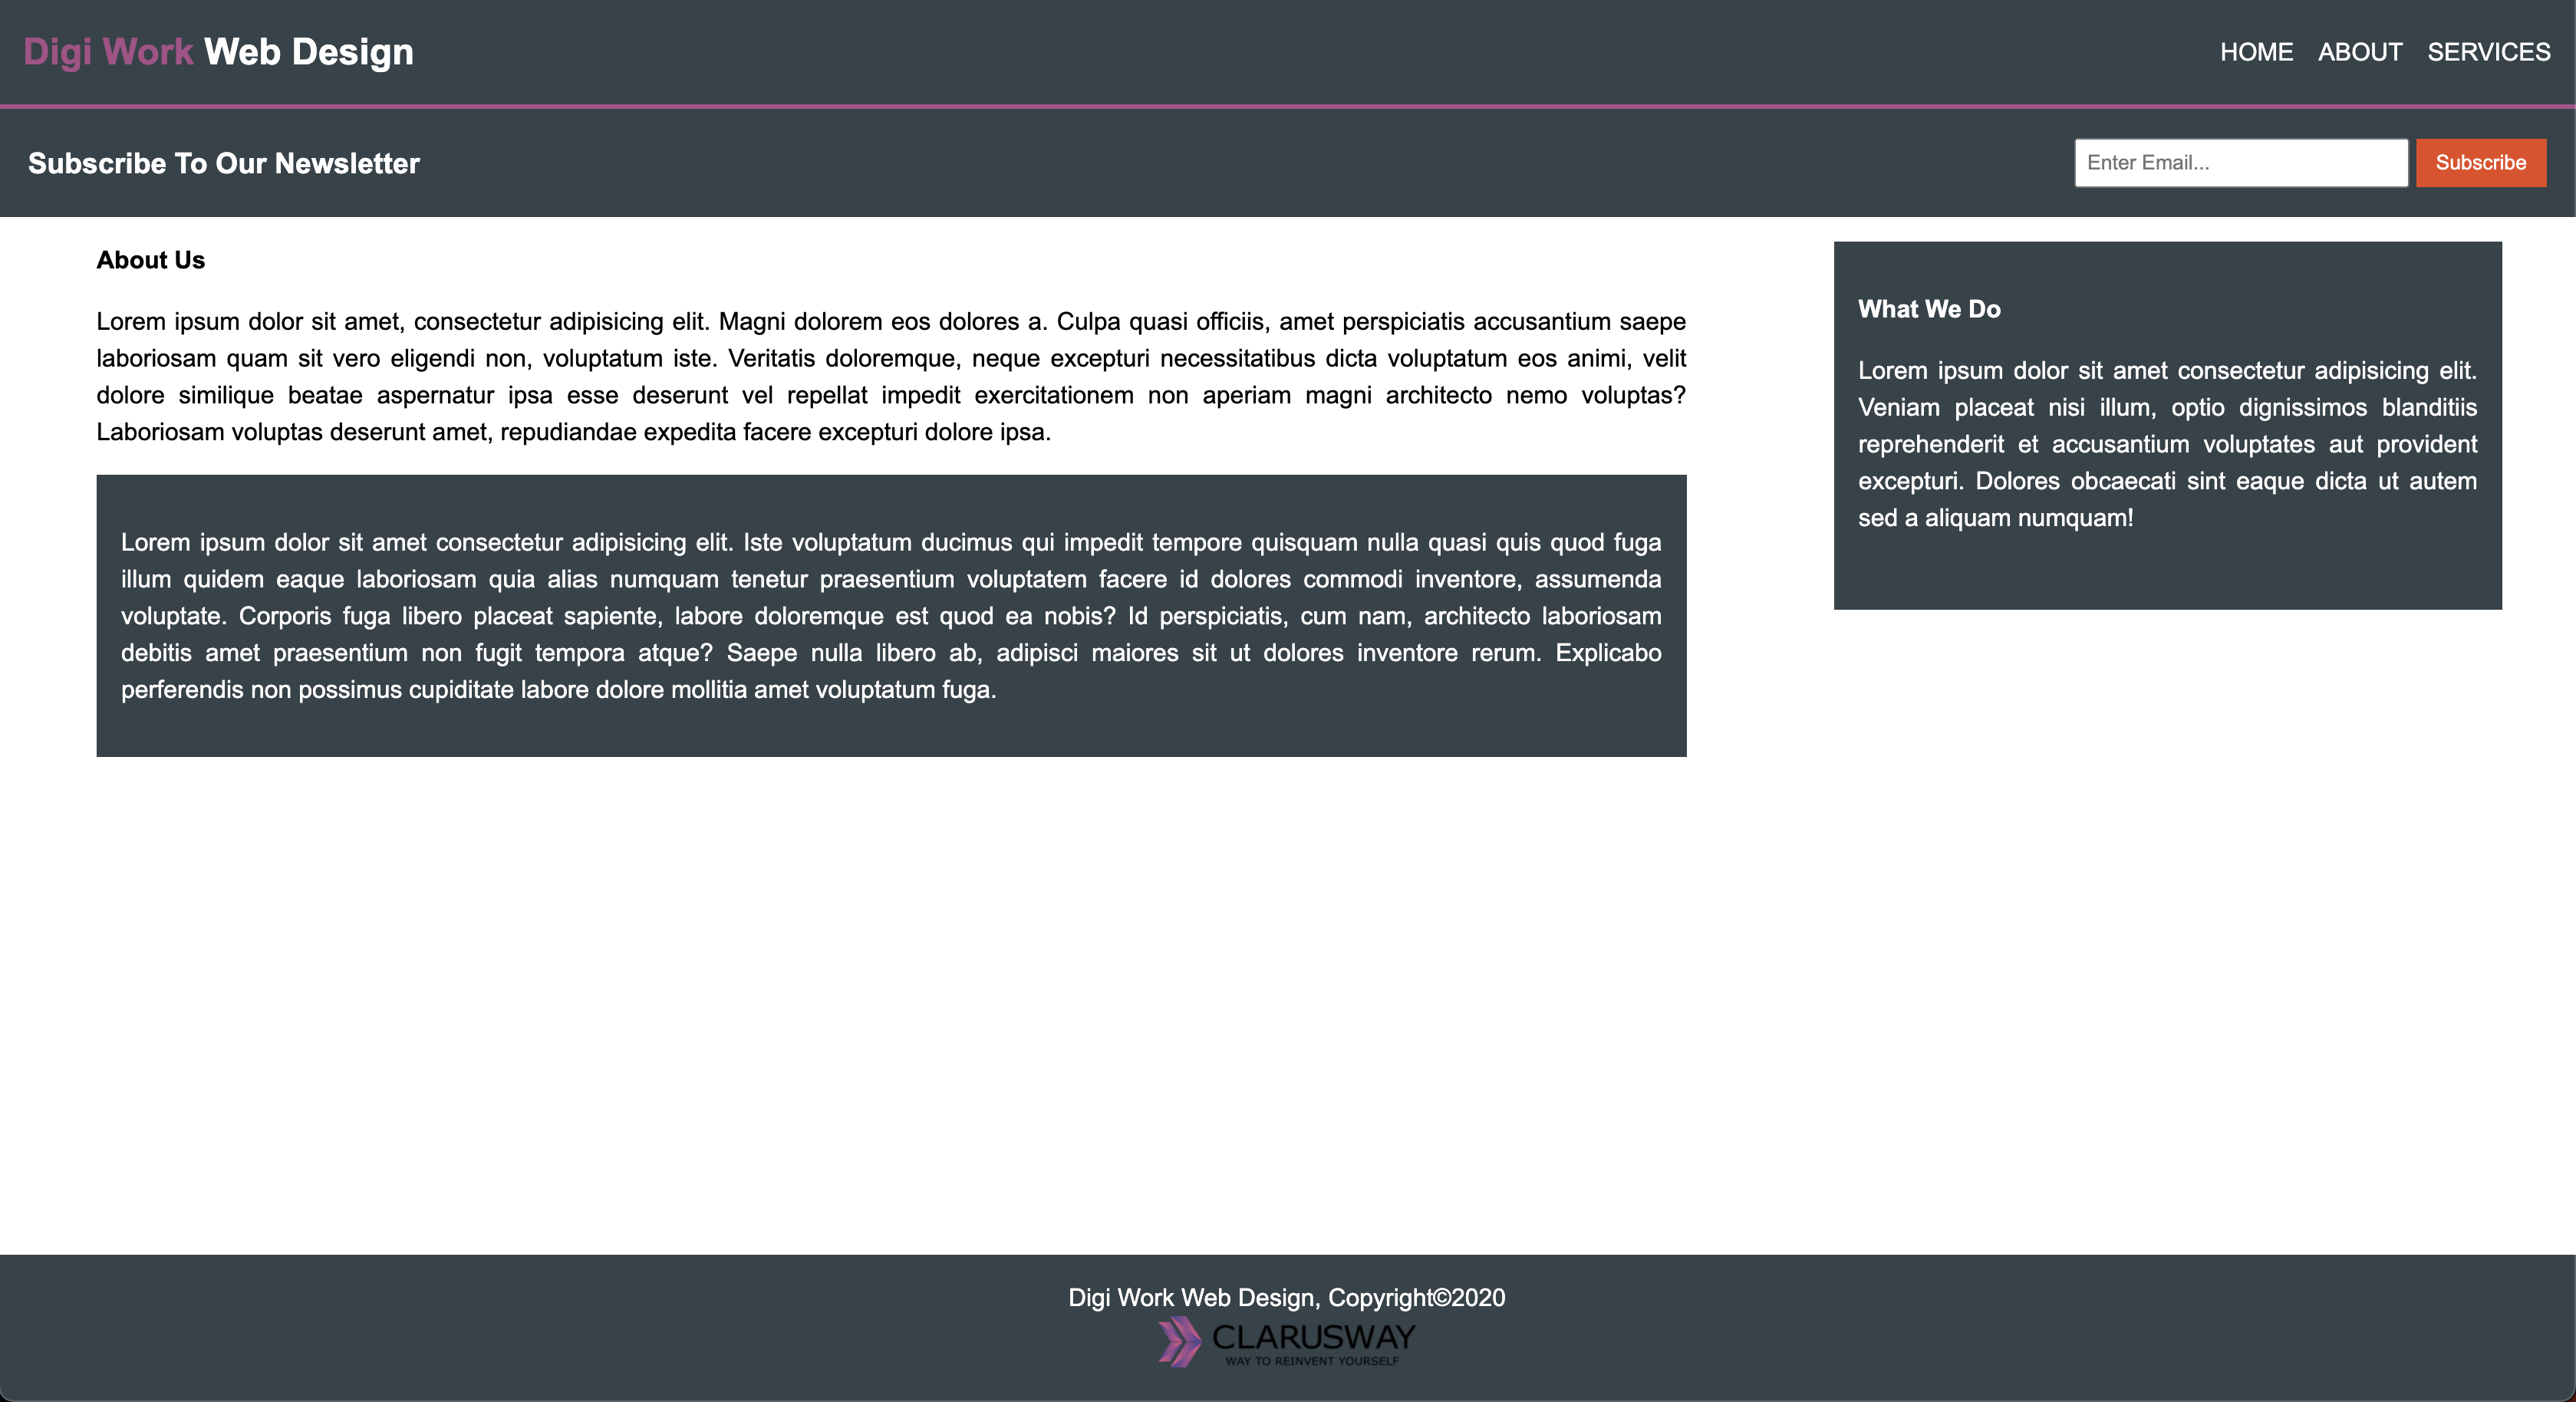 Digi Work Web Design
HOME ABOUT SERVICES
Subscribe To Our Newsletter
Enter Email...
Subscribe
About Us
Lorem ipsum dolor sit amet, consectetur adipisicing elit. Magni dolorem eos dolores a. Culpa quasi officiis, amet perspiciatis accusantium saepe
laboriosam quam sit vero eligendi non, voluptatum iste. Veritatis doloremque, neque excepturi necessitatibus dicta voluptatum eos animi, velit
dolore similique beatae aspernatur ipsa esse deserunt vel repellat impedit exercitationem non aperiam magni architecto nemo voluptas?
Laboriosam voluptas deserunt amet, repudiandae expedita facere excepturi dolore ipsa.
Lorem ipsum dolor sit amet consectetur adipisicing elit. Iste voluptatum ducimus qui impedit tempore quisquam nulla quasi quis quod fuga
illum quidem eaque laboriosam quia alias numquam tenetur praesentium voluptatem facere id dolores commodi inventore, assumenda
voluptate. Corporis fuga libero placeat sapiente, labore doloremque est quod ea nobis? Id perspiciatis, cum nam, architecto laboriosam
debitis amet praesentium non fugit tempora atque? Saepe nulla libero ab, adipisci maiores sit ut dolores inventore rerum. Explicabo
perferendis non possimus cupiditate labore dolore mollitia amet voluptatum fuga.
What We Do
Lorem ipsum dolor sit amet consectetur adipisicing elit.
Veniam placeat nisi illum, optio dignissimos blanditiis
reprehenderit et accusantium voluptates aut provident
excepturi. Dolores obcaecati sint eaque dicta ut autem
sed a aliquam numquam!
Digi Work Web Design, Copyright©2020
CLARUSWAY
WAY TO REINVENT YOURSELF